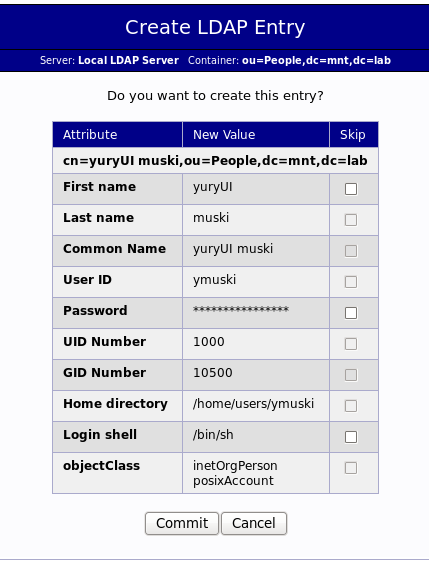 Create LDAP Entry
Server: Local LDAP Server Container: ou=People,dc=mnt,dc=lab
Do you want to create this entry?
Attribute New Value Skip
cn=yuryUI muski,ou=People,dc=mnt,dc=lab
First name yuryUI
Last name muski
Common Name yuryUI muski
User ID ymuski
Password ****************
UID Number 1000
GID Number 10500
Home directory /home/users/ymuski
Login shell /bin/sh
objectClass inetOrgPerson
posixAccount
Commit Cancel